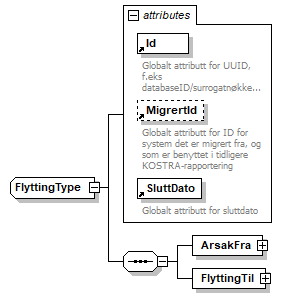 attributes
Id
Globalt attributt for UUID,
f.eks
databaseID/surrogatnøkke...
MigrertId
Globalt attributt for ID for
system det er migrert fra, og
som er benyttet i tidligere
KOSTRA-rapportering
FlyttingType
SluttDato
Globalt attributt for sluttdato
ArsakFra
FlyttingTil